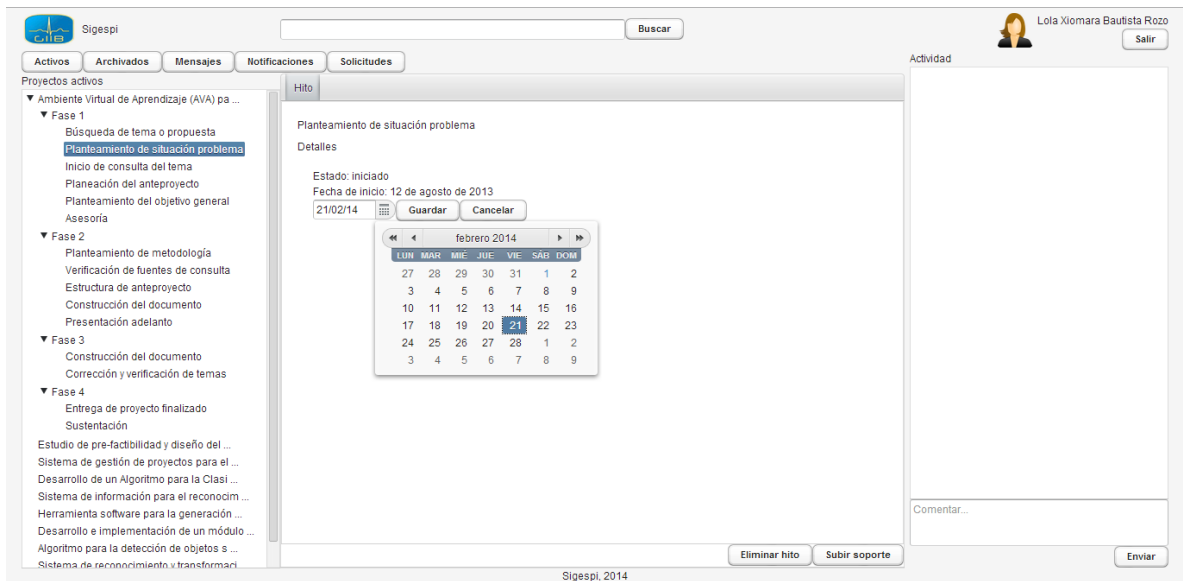 GIIB
Sigespi
Buscar
Lola Xiomara Bautista Rozo
Salir
Activos Archivados Mensajes Notificaciones Solicitudes
Proyectos activos
▼ Ambiente Virtual de Aprendizaje (AVA) pa ...
▼ Fase 1
Búsqueda de tema o propuesta
Planteamiento de situación problema
Inicio de consulta del tema
Planeación del anteproyecto
Planteamiento del objetivo general
Asesoría
▼ Fase 2
Planteamiento de metodología
Verificación de fuentes de consulta
Estructura de anteproyecto
Construcción del documento
Presentación adelanto
▼ Fase 3
Construcción del documento
Corrección y verificación de temas
▼ Fase 4
Entrega de proyecto finalizado
Sustentación
Estudio de pre-factibilidad y diseño del ...
Sistema de gestión de proyectos para el ...
Desarrollo de un Algoritmo para la Clasi ...
Sistema de información para el reconocim ...
Herramienta software para la generación ...
Desarrollo e implementación de un módulo ...
Algoritmo para la detección de objetos s ...
Sistema de reconocimiento y transformaci
Hito
Planteamiento de situación problema
Detalles
Estado: iniciado
Fecha de inicio: 12 de agosto de 2013
21/02/14 Guardar Cancelar
febrero 2014
LUN MAR MIÉ JUE VIE SÁB DOM
27 28 29 30 31 1 2
3 4 5 6 7 8 9
10 11 12 13 14 15 16
17 18 19 20 21 22 23
24 25 26 27 28 1 2
3 4 5 6 7 8 9
Eliminar hito Subir soporte
Actividad
Comentar...
Enviar
Sigespi, 2014